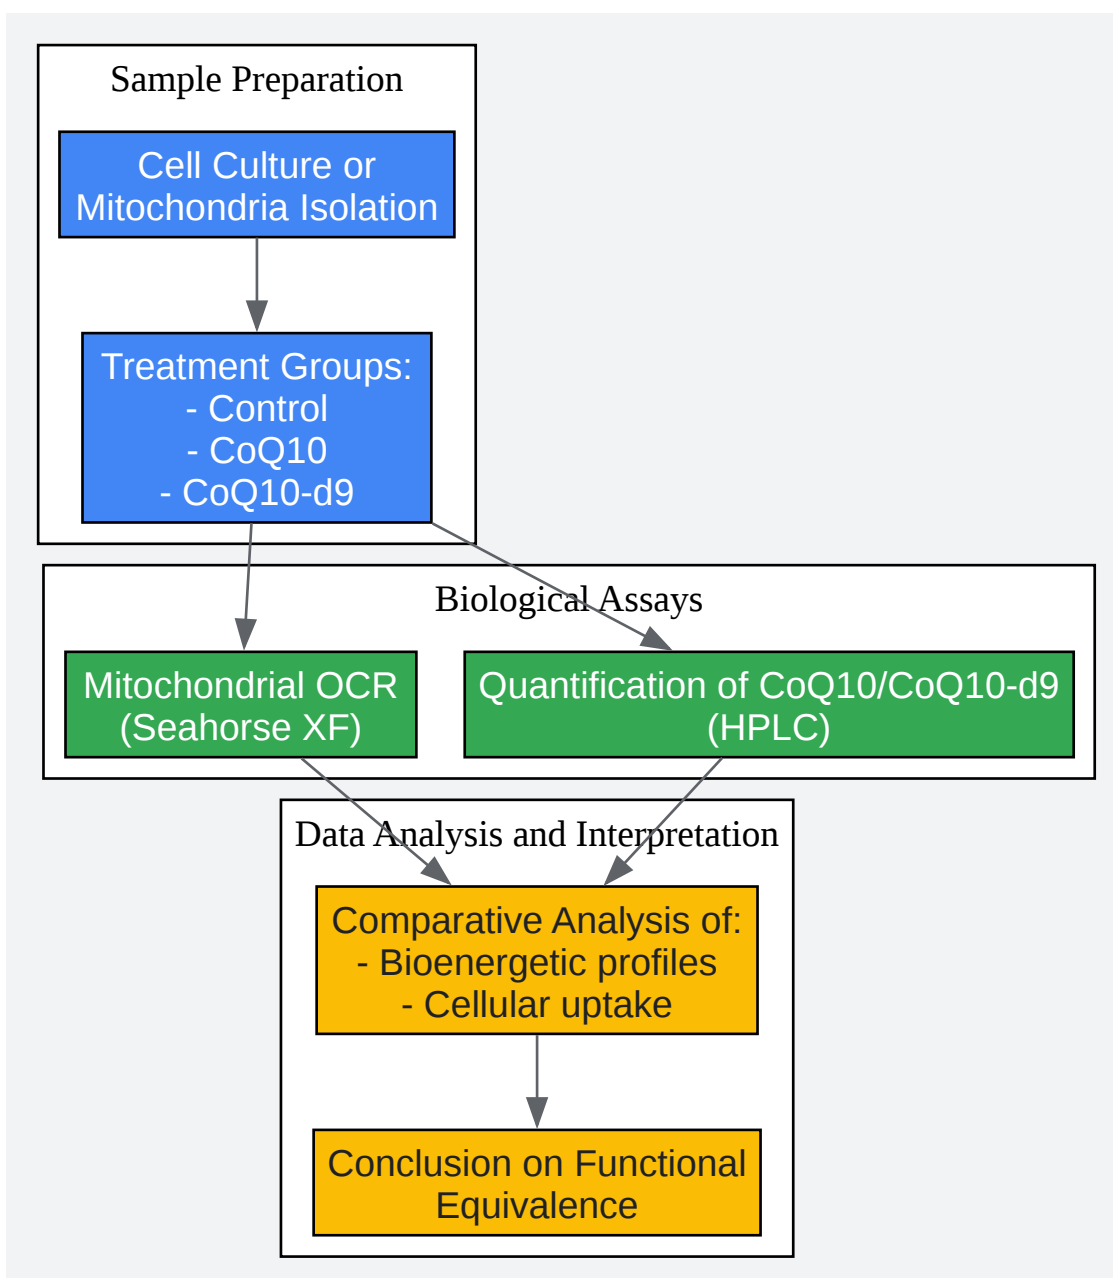 Sample Preparation
Cell Culture or
Mitochondria Isolation
Treatment Groups:
- Control
- CoQ10
- CoQ10-d9
Biological Assays
Mitochondrial OCR
(Seahorse XF)
Quantification of CoQ10/CoQ10-d9
(HPLC)
Data Analysis and Interpretation
Comparative Analysis of:
- Bioenergetic profiles
- Cellular uptake
Conclusion on Functional
Equivalence